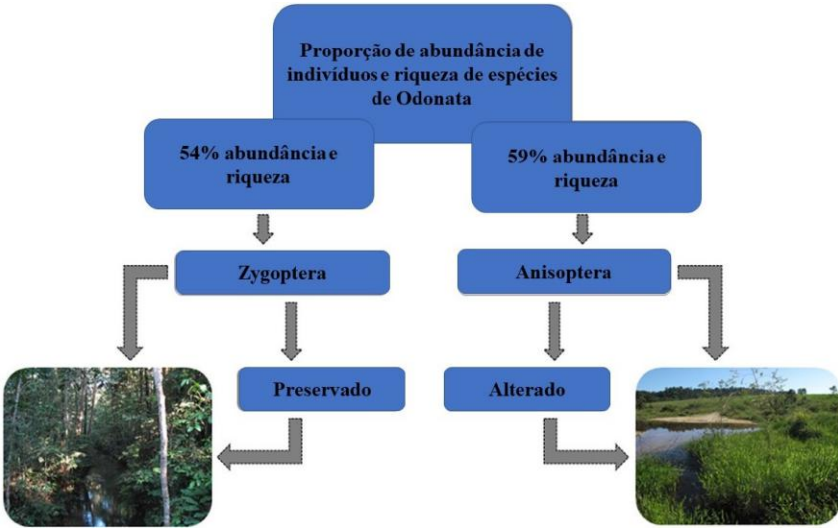 Proporção de abundância de
indivíduos e riqueza de espécies
de Odonata
54% abundância e
riqueza
59% abundância e
riqueza
Zygoptera
Anisoptera
Preservado
Alterado